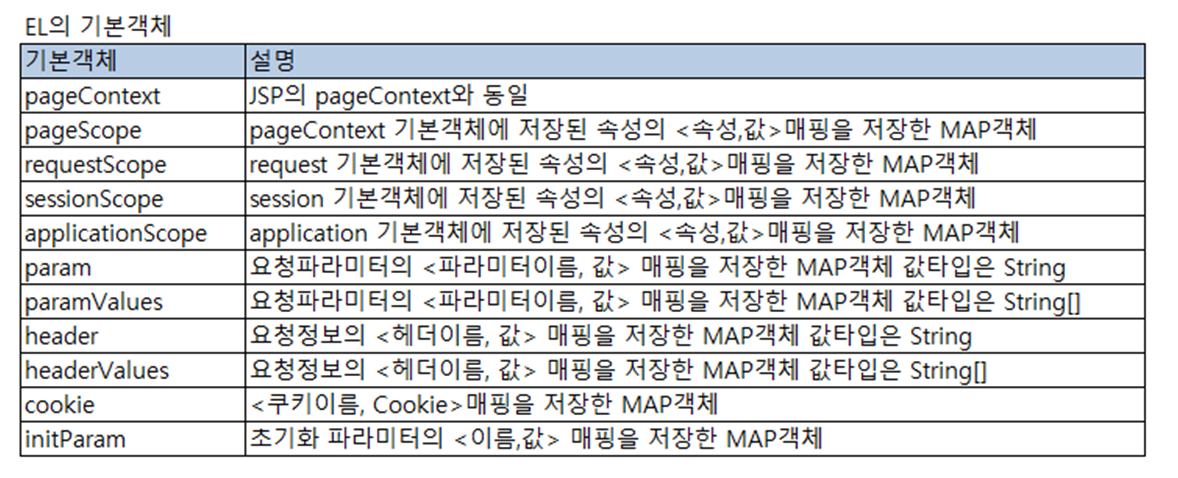 EL의 기본객체
기본객체 설명
pageContext JSP의 pageContext와 동일
pageScope pageContext 기본객체에 저장된 속성의 <속성,값>매핑을 저장한 MAP객체
requestScope request 기본객체에 저장된 속성의 <속성,값>매핑을 저장한 MAP객체
sessionScope session 기본객체에 저장된 속성의 <속성,값>매핑을 저장한 MAP객체
applicationScope application 기본객체에 저장된 속성의 <속성,값>매핑을 저장한 MAP객체
param 요청파라미터의 <파라미터이름, 값> 매핑을 저장한 MAP객체 값타입은 String
paramValues 요청파라미터의 <파라미터이름, 값> 매핑을 저장한 MAP객체 값타입은 String[]
header 요청정보의 <헤더이름, 값> 매핑을 저장한 MAP객체 값타입은 String
headerValues 요청정보의 <헤더이름, 값> 매핑을 저장한 MAP객체 값타입은 String[]
cookie <쿠키이름, Cookie>매핑을 저장한 MAP객체
initParam 초기화 파라미터의 <이름,값> 매핑을 저장한 MAP객체